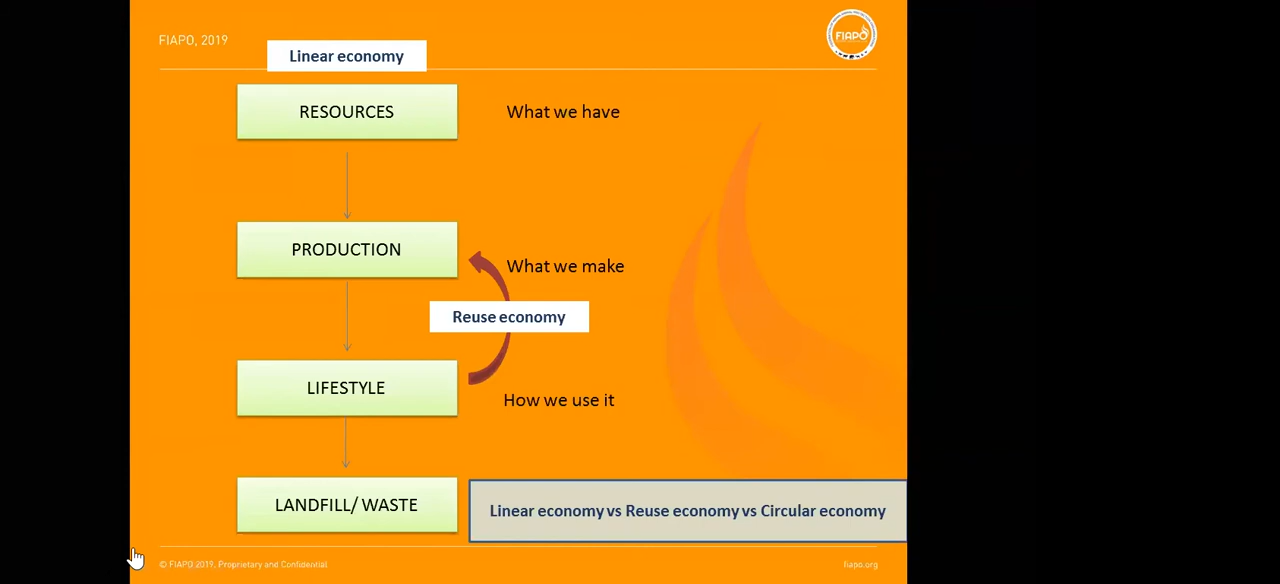 FIAPO, 2019
FIAPO
Linear economy
RESOURCES
What we have
PRODUCTION
What we make
Reuse economy
LIFESTYLE
How we use it
LANDFILL/ WASTE
Linear economy vs Reuse economy vs Circular economy
© FIAPO 2019. Proprietary and Confidential
fiapo.org